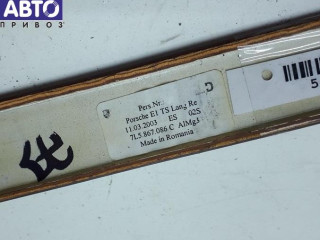 АВТО
ПРИВОЗ
Pers Nr.
Porsche E1 TS Lang Re
11.03.2003 ES 02S
7L5.867.086.C AlMg3
Made in Romania
5